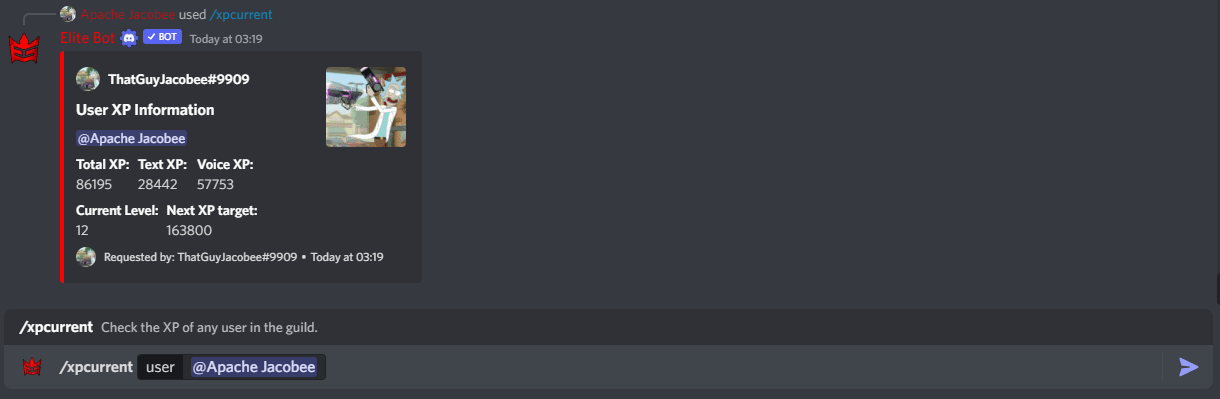 Apache Jacobee used /xpcurrent
Elite Bot BOT Today at 03:19
ThatGuyJacobee#9909
User XP Information
@Apache Jacobee
Total XP: Text XP: Voice XP:
86195 28442 57753
Current Level: Next XP target:
12 163800
Requested by: ThatGuyJacobee#9909 • Today at 03:19
/xpcurrent Check the XP of any user in the guild.
/xpcurrent user @Apache Jacobee